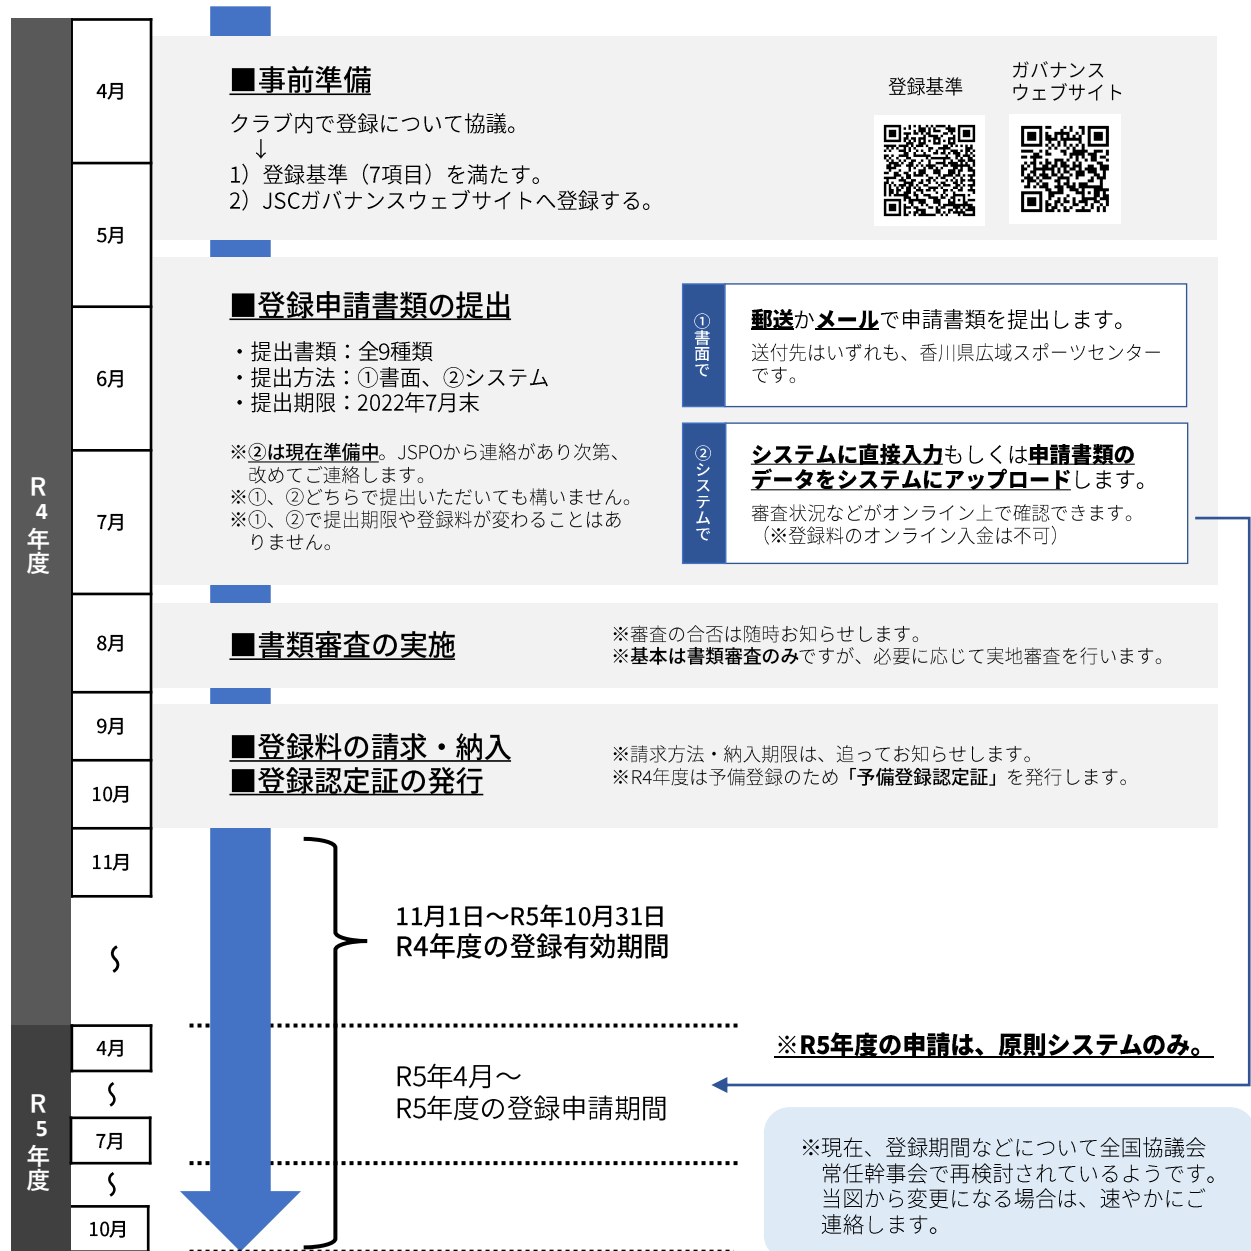 R4年度
4月
5月
6月
7月
8月
9月
10月
11月
～
R5年度
4月
～
7月
～
10月
■事前準備
クラブ内で登録について協議。
↓
1）登録基準（7項目）を満たす。
2）JSCガバナンスウェブサイトへ登録する。
登録基準
ガバナンス
ウェブサイト
■登録申請書類の提出
・提出書類：全9種類
・提出方法：①書面、②システム
・提出期限：2022年7月末
※②は現在準備中。JSPOから連絡があり次第、
改めてご連絡します。
※①、②どちらで提出いただいても構いません。
※①、②で提出期限や登録料が変わることはあ
りません。
①書面で
郵送かメールで申請書類を提出します。
送付先はいずれも、香川県広域スポーツセンター
です。
②システムで
システムに直接入力もしくは申請書類の
データをシステムにアップロードします。
審査状況などがオンライン上で確認できます。
（※登録料のオンライン入金は不可）
■書類審査の実施
※審査の合否は随時お知らせします。
※基本は書類審査のみですが、必要に応じて実地審査を行います。
■登録料の請求・納入
■登録認定証の発行
※請求方法・納入期限は、追ってお知らせします。
※R4年度は予備登録のため「予備登録認定証」を発行します。
11月1日～R5年10月31日
R4年度の登録有効期間
R5年4月～
R5年度の登録申請期間
※R5年度の申請は、原則システムのみ。
※現在、登録期間などについて全国協議会
常任幹事会で再検討されているようです。
当図から変更になる場合は、速やかにご
連絡します。